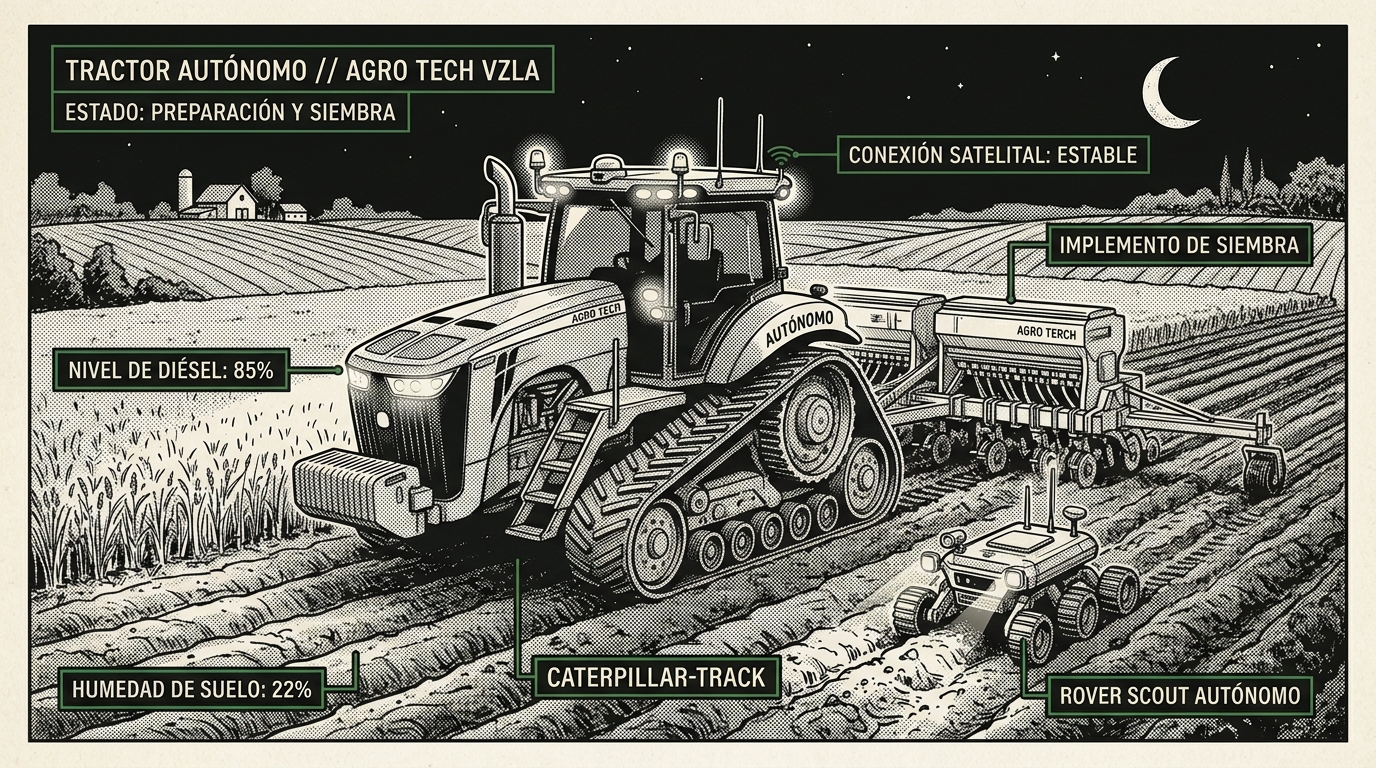 TRACTOR AUTÓNOMO // AGRO TECH VZLA
ESTADO: PREPARACIÓN Y SIEMBRA
CONEXIÓN SATELITAL: ESTABLE
IMPLEMENTO DE SIEMBRA
AGRO TECH
AUTÓNOMO
AGRO TERCH
NIVEL DE DIÉSEL: 85%
HUMEDAD DE SUELO: 22%
CATERPILLAR-TRACK
ROVER SCOUT AUTÓNOMO